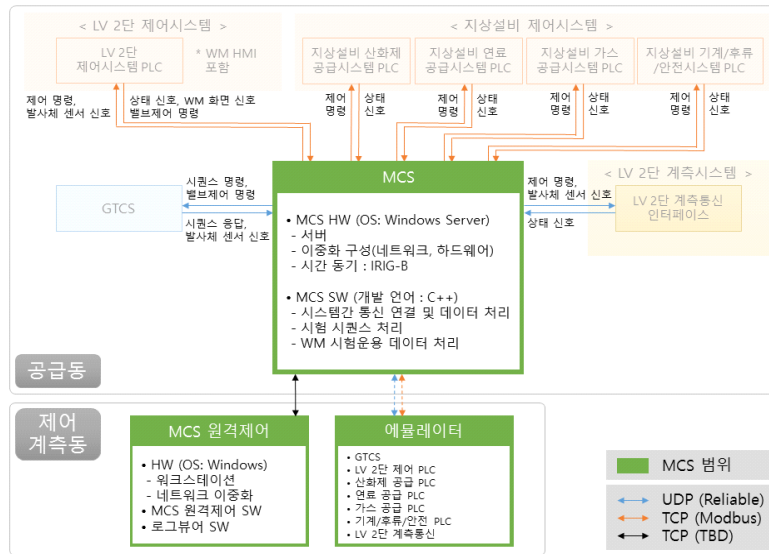 < LV 2단 제어시스템 >
LV 2단
제어시스템 PLC
* WM HMI
포함
< 지상설비 제어시스템 >
지상설비 산화제
공급시스템 PLC
지상설비 연료
공급시스템 PLC
지상설비 가스
공급시스템 PLC
지상설비 기계/후류
/안전시스템 PLC
제어 명령,
발사체 센서 신호
상태 신호, WM 화면 신호
밸브제어 명령
제어
명령
상태
신호
제어
명령
상태
신호
제어
명령
상태
신호
제어
명령
상태
신호
GTCS
시퀀스 명령,
밸브제어 명령
시퀀스 응답,
발사체 센서 신호
MCS
• MCS HW (OS: Windows Server)
- 서버
- 이중화 구성(네트워크, 하드웨어)
- 시간 동기 : IRIG-B
• MCS SW (개발 언어 : C++)
- 시스템간 통신 연결 및 데이터 처리
- 시험 시퀀스 처리
- WM 시험운용 데이터 처리
제어 명령,
발사체 센서 신호
상태 신호
< LV 2단 계측시스템 >
LV 2단 계측통신
인터페이스
공급동
제어
계측동
MCS 원격제어
• HW (OS: Windows)
- 워크스테이션
- 네트워크 이중화
• MCS 원격제어 SW
• 로그뷰어 SW
에뮬레이터
• GTCS
• LV 2단 제어 PLC
• 산화제 공급 PLC
• 연료 공급 PLC
• 가스 공급 PLC
• 기계/후류/안전 PLC
• LV 2단 계측통신
MCS 범위
UDP (Reliable)
TCP (Modbus)
TCP (TBD)